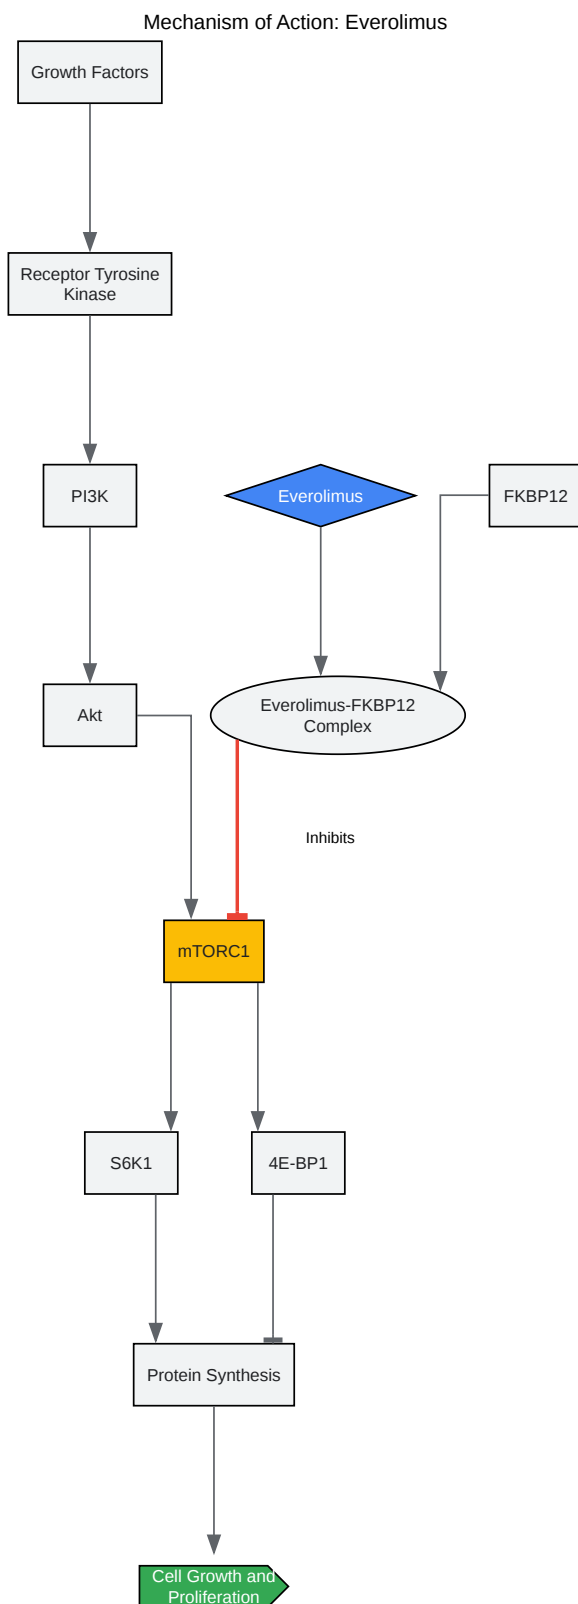 Mechanism of Action: Everolimus
Growth Factors
Receptor Tyrosine
Kinase
PI3K
Everolimus
FKBP12
Akt
Everolimus-FKBP12
Complex
Inhibits
mTORC1
S6K1
4E-BP1
Protein Synthesis
Cell Growth and
Proliferation